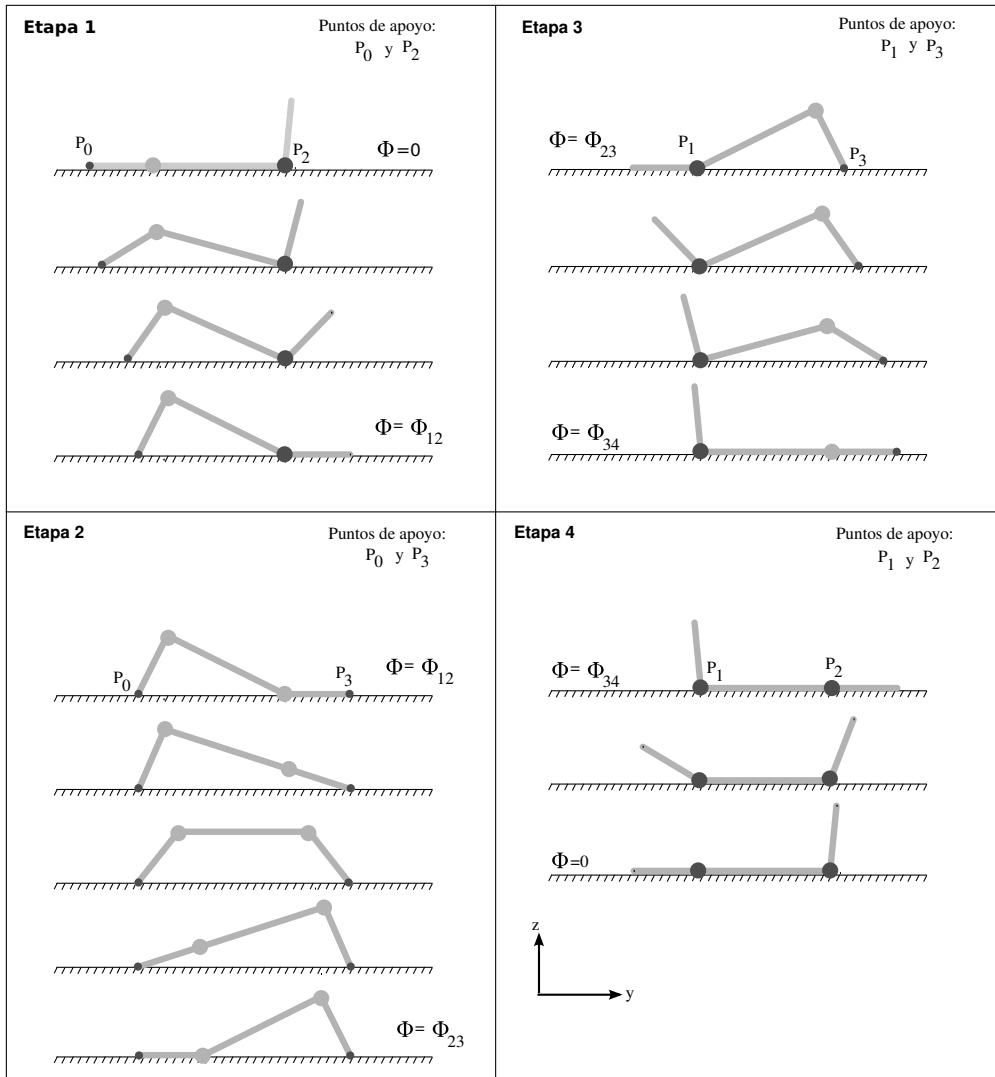 Etapa 1
Puntos de apoyo:
P0 y P2
P0
P2
Φ=0
Φ= Φ12
Etapa 3
Puntos de apoyo:
P1 y P3
Φ= Φ23
P1
P3
Φ= Φ34
Etapa 2
Puntos de apoyo:
P0 y P3
P0
P3
Φ= Φ12
Φ= Φ23
Etapa 4
Puntos de apoyo:
P1 y P2
Φ= Φ34
P1
P2
Φ=0
z
y